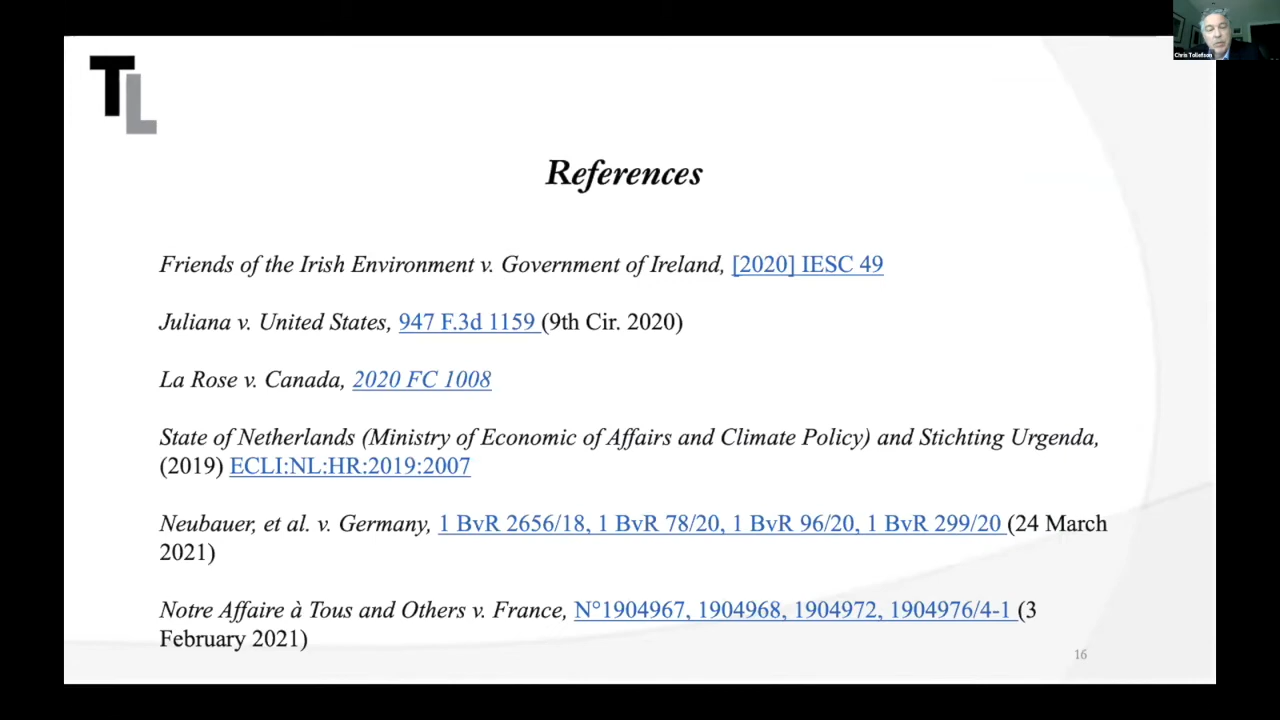 Chris Tollefson
TL
References
Friends of the Irish Environment v. Government of Ireland, [2020] IESC 49
Juliana v. United States, 947 F.3d 1159 (9th Cir. 2020)
La Rose v. Canada, 2020 FC 1008
State of Netherlands (Ministry of Economic of Affairs and Climate Policy) and Stichting Urgenda,
(2019) ECLI:NL:HR:2019:2007
Neubauer, et al. v. Germany, 1 BvR 2656/18, 1 BvR 78/20, 1 BvR 96/20, 1 BvR 299/20 (24 March
2021)
Notre Affaire à Tous and Others v. France, N°1904967, 1904968, 1904972, 1904976/4-1 (3
February 2021)
16